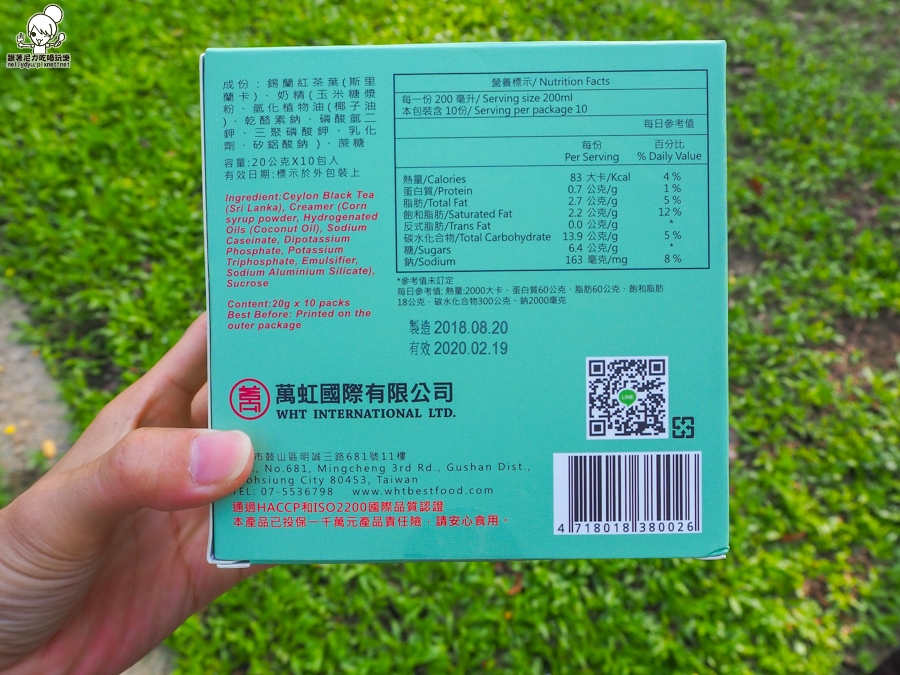 跟著尼力吃喝玩樂
nellydyu.pixnet.net
成份：錫蘭紅茶葉(斯里
蘭卡)、奶精(玉米糖漿
粉、氫化植物油(椰子油
)、乾酪素鈉、磷酸氫二
鉀、三聚磷酸鉀、乳化
劑、矽鋁酸鈉)、蔗糖
容量:20公克X10包入
有效日期:標示於外包裝上
Ingredient:Ceylon Black Tea
(Sri Lanka), Creamer (Corn
syrup powder, Hydrogenated
Oils (Coconut Oil), Sodium
Caseinate, Dipotassium
Phosphate, Potassium
Triphosphate, Emulsifier,
Sodium Aluminium Silicate),
Sucrose
Content:20g x 10 packs
Best Before: Printed on the
outer package
營養標示/ Nutrition Facts
每一份 200 毫升/ Serving size 200ml
本包裝含 10份/ Serving per package 10
每日參考值
每份 百分比
Per Serving % Daily Value
熱量/Calories 83 大卡/Kcal 4 %
蛋白質/Protein 0.7 公克/g 1 %
脂肪/Total Fat 2.7 公克/g 5 %
飽和脂肪/Saturated Fat 2.2 公克/g 12 %
反式脂肪/Trans Fat 0.0 公克/g *
碳水化合物/Total Carbohydrate 13.9 公克/g 5 %
糖/Sugars 6.4 公克/g *
鈉/Sodium 163 毫克/mg 8 %
*參考值未訂定
每日參考值: 熱量:2000大卡、蛋白質60公克、脂肪60公克、飽和脂肪
18公克、碳水化合物300公克、鈉2000毫克
製造 2018.08.20
有效 2020.02.19
萬虹國際有限公司
WHT INTERNATIONAL LTD.
LINE
市鼓山區明誠三路681號11樓
No.681, Mingcheng 3rd Rd., Gushan Dist.,
ohsiung City 80453, Taiwan
TEL: 07-5536798 www.whtbestfood.com
通過HACCP和ISO2200國際品質認證
本產品已投保一千萬元產品責任險，請安心食用。
4 718018 380026